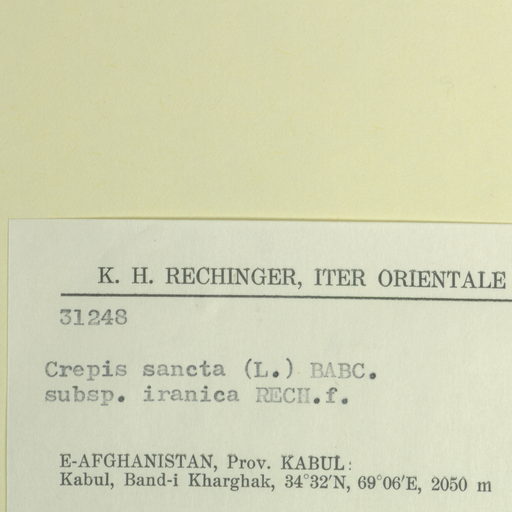 K. H. RECHINGER, ITER ORIENTALE
31248
Crepis sancta (L.) BABC.
subsp. iranica RECH.f.
E-AFGHANISTAN, Prov. KABUL:
Kabul, Band-i Kharghak, 34°32'N, 69°06'E, 2050 m